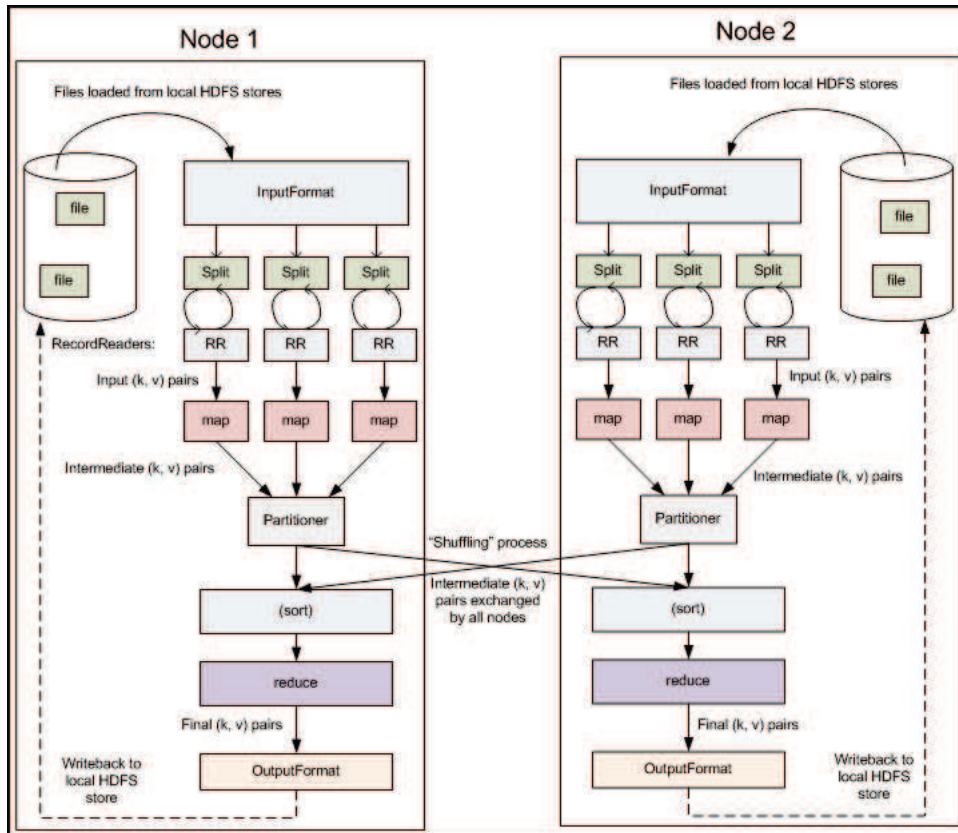 Node 1
Files loaded from local HDFS stores
InputFormat
file
file
Split
Split
Split
RecordReaders:
RR
RR
RR
Input (k, v) pairs
map
map
map
Intermediate (k, v) pairs
Partitioner
(sort)
reduce
Final (k, v) pairs
OutputFormat
Writeback to
local HDFS
store
"Shuffling" process
Intermediate (k, v)
pairs exchanged
by all nodes
Node 2
Files loaded from local HDFS stores
InputFormat
file
file
Split
Split
Split
RR
RR
RR
Input (k, v) pairs
map
map
map
Intermediate (k, v) pairs
Partitioner
(sort)
reduce
Final (k, v) pairs
OutputFormat
Writeback to
local HDFS
store